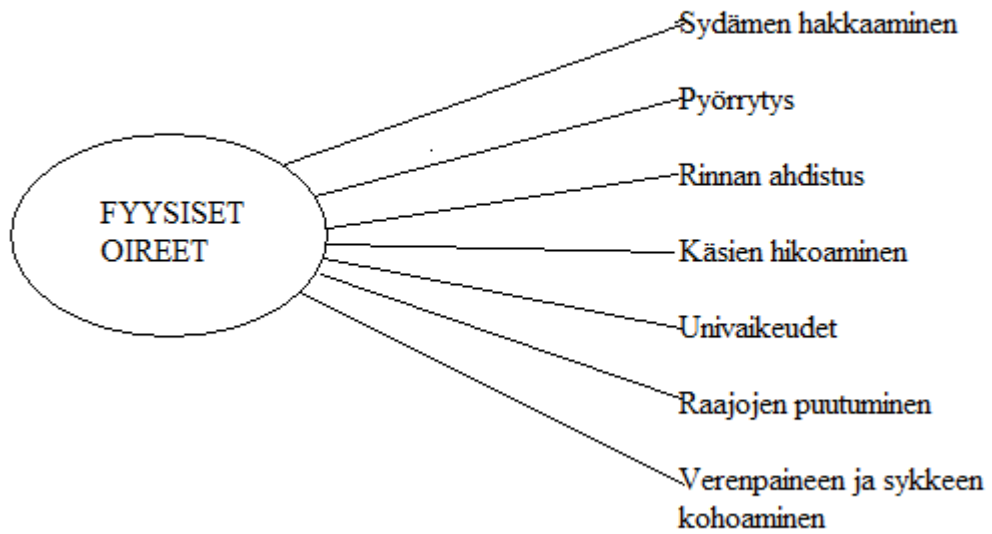 Sydämen hakkaaminen
Pyörrytys
Rinnan ahdistus
FYYSISET
OIREET
Käsien hikoaminen
Univaikeudet
Raajojen puutuminen
Verenpaineen ja sykkeen
kohoaminen